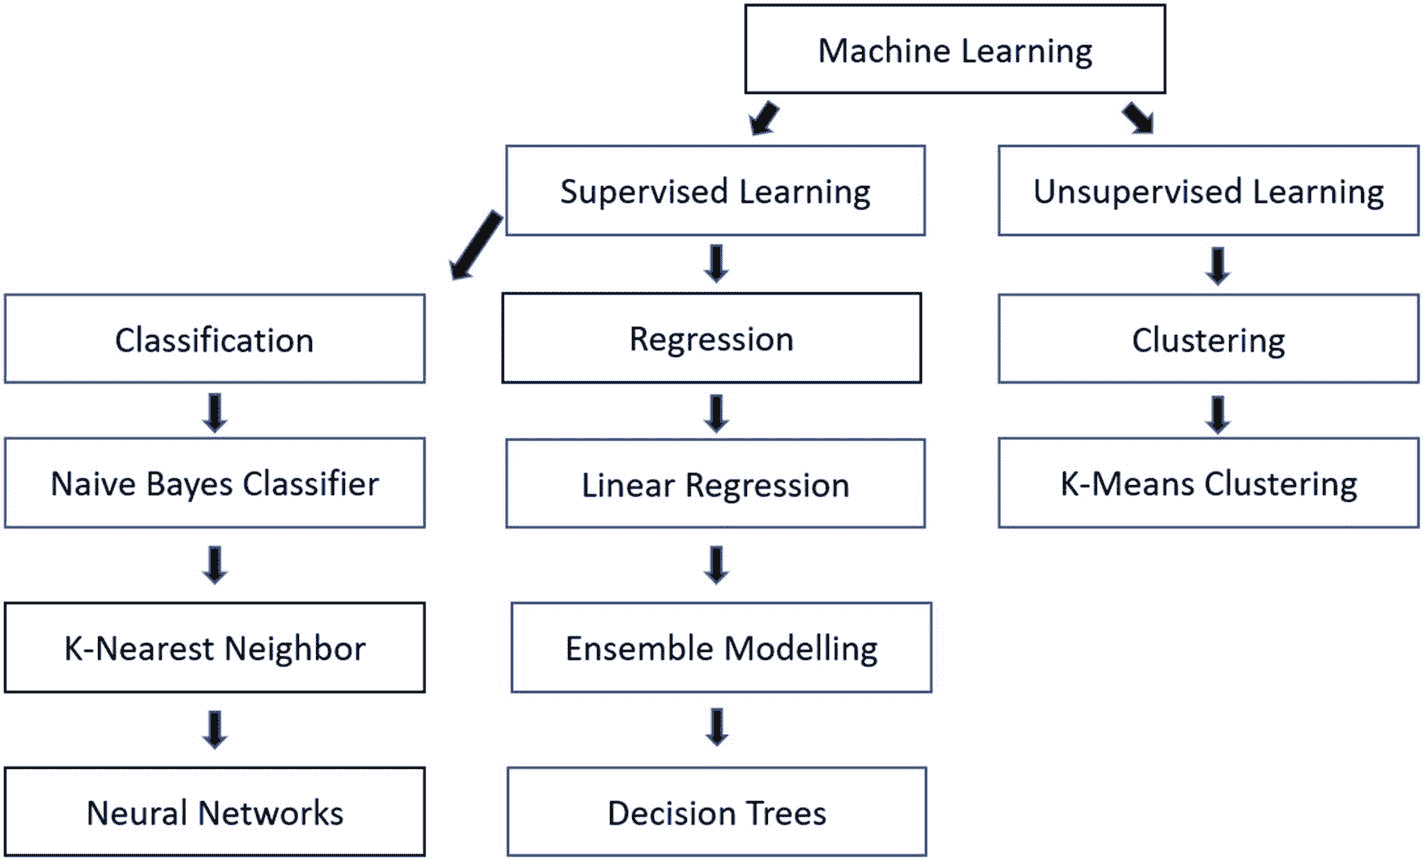 Machine Learning
Supervised Learning
Unsupervised Learning
Classification
Regression
Clustering
Naive Bayes Classifier
Linear Regression
K-Means Clustering
K-Nearest Neighbor
Ensemble Modelling
Neural Networks
Decision Trees